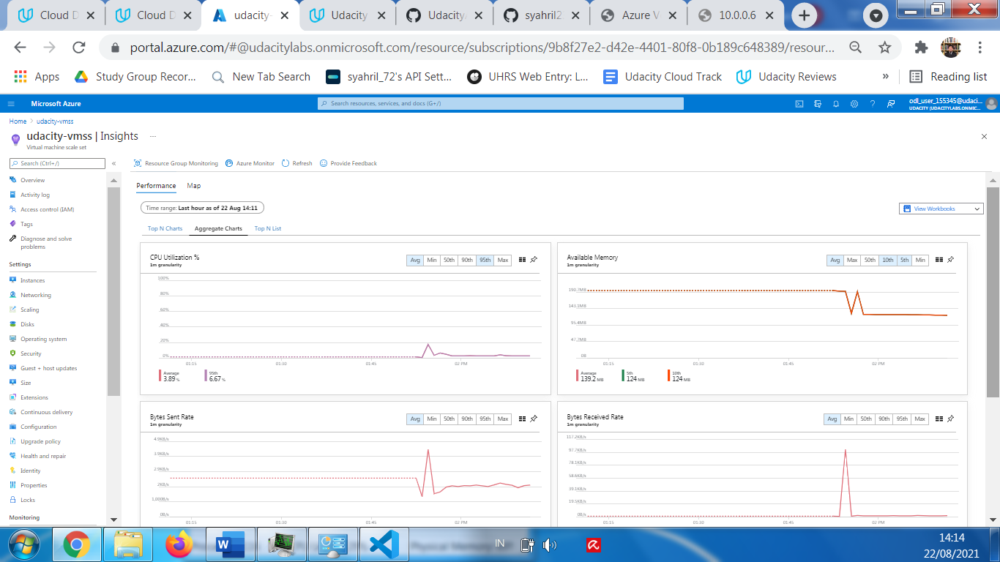 Cloud D
Cloud D
udacity-
Udacity
Udacity
syahril2
Azure V
10.0.0.6
portal.azure.com/#@udacitylabs.onmicrosoft.com/resource/subscriptions/9b8f27e2-d42e-4401-80f8-0b189c648389/resour...
Apps
Study Group Recor...
New Tab Search
syahril_72's API Sett...
UHRS Web Entry: L...
Udacity Cloud Track
Udacity Reviews
»
Reading list
Microsoft Azure
Search resources, services, and docs (G+/)
odl_user_155345@udaci...
UDACITY (UDACITYLABS.ONMIC...
Home > udacity-vmss
udacity-vmss | Insights ...
Virtual machine scale set
Search (Ctrl+/)
«
Resource Group Monitoring
Azure Monitor
Refresh
Provide Feedback
Overview
Activity log
Access control (IAM)
Tags
Diagnose and solve
problems
Settings
Instances
Networking
Scaling
Disks
Operating system
Security
Guest + host updates
Size
Extensions
Continuous delivery
Configuration
Upgrade policy
Health and repair
Identity
Properties
Locks
Monitoring
Performance Map
Time range: Last hour as of 22 Aug 14:11
View Workbooks
Top N Charts Aggregate Charts Top N List
CPU Utilization %
1m granularity
Avg Min 50th 90th 95th Max
100%
80%
60%
40%
20%
0%
01:15 01:30 01:45 02 PM
Average
3.89 %
95th
6.67 %
Available Memory
1m granularity
Avg Max 50th 10th 5th Min
190.7MB
143.1MB
95.4MB
47.7MB
0B
01:15 01:30 01:45 02 PM
Average
139.2 MB
5th
124 MB
10th
124 MB
Bytes Sent Rate
1m granularity
Avg Min 50th 90th 95th Max
4.9KB/s
3.9KB/s
2.9KB/s
2KB/s
1,000B/s
0B/s
01:15 01:30 01:45 02 PM
Bytes Received Rate
1m granularity
Avg Min 50th 90th 95th Max
117.2KB/s
97.7KB/s
78.1KB/s
58.6KB/s
39.1KB/s
19.5KB/s
0B/s
01:15 01:30 01:45 02 PM
IN
14:14
22/08/2021